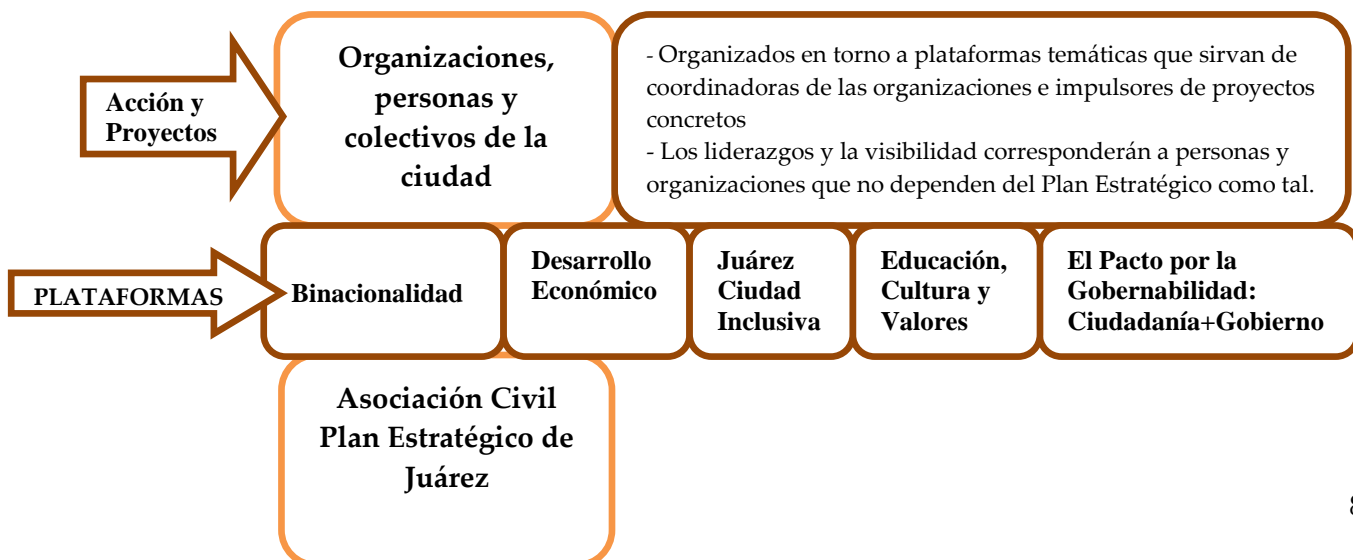 Acción y
Proyectos
Organizaciones,
personas y
colectivos de la
ciudad
- Organizados en torno a plataformas temáticas que sirvan de
coordinadoras de las organizaciones e impulsores de proyectos
concretos
- Los liderazgos y la visibilidad corresponderán a personas y
organizaciones que no dependen del Plan Estratégico como tal.
PLATAFORMAS
Binacionalidad
Desarrollo
Económico
Juárez
Ciudad
Inclusiva
Educación,
Cultura y
Valores
El Pacto por la
Gobernabilidad:
Ciudadanía+Gobierno
Asociación Civil
Plan Estratégico de
Juárez